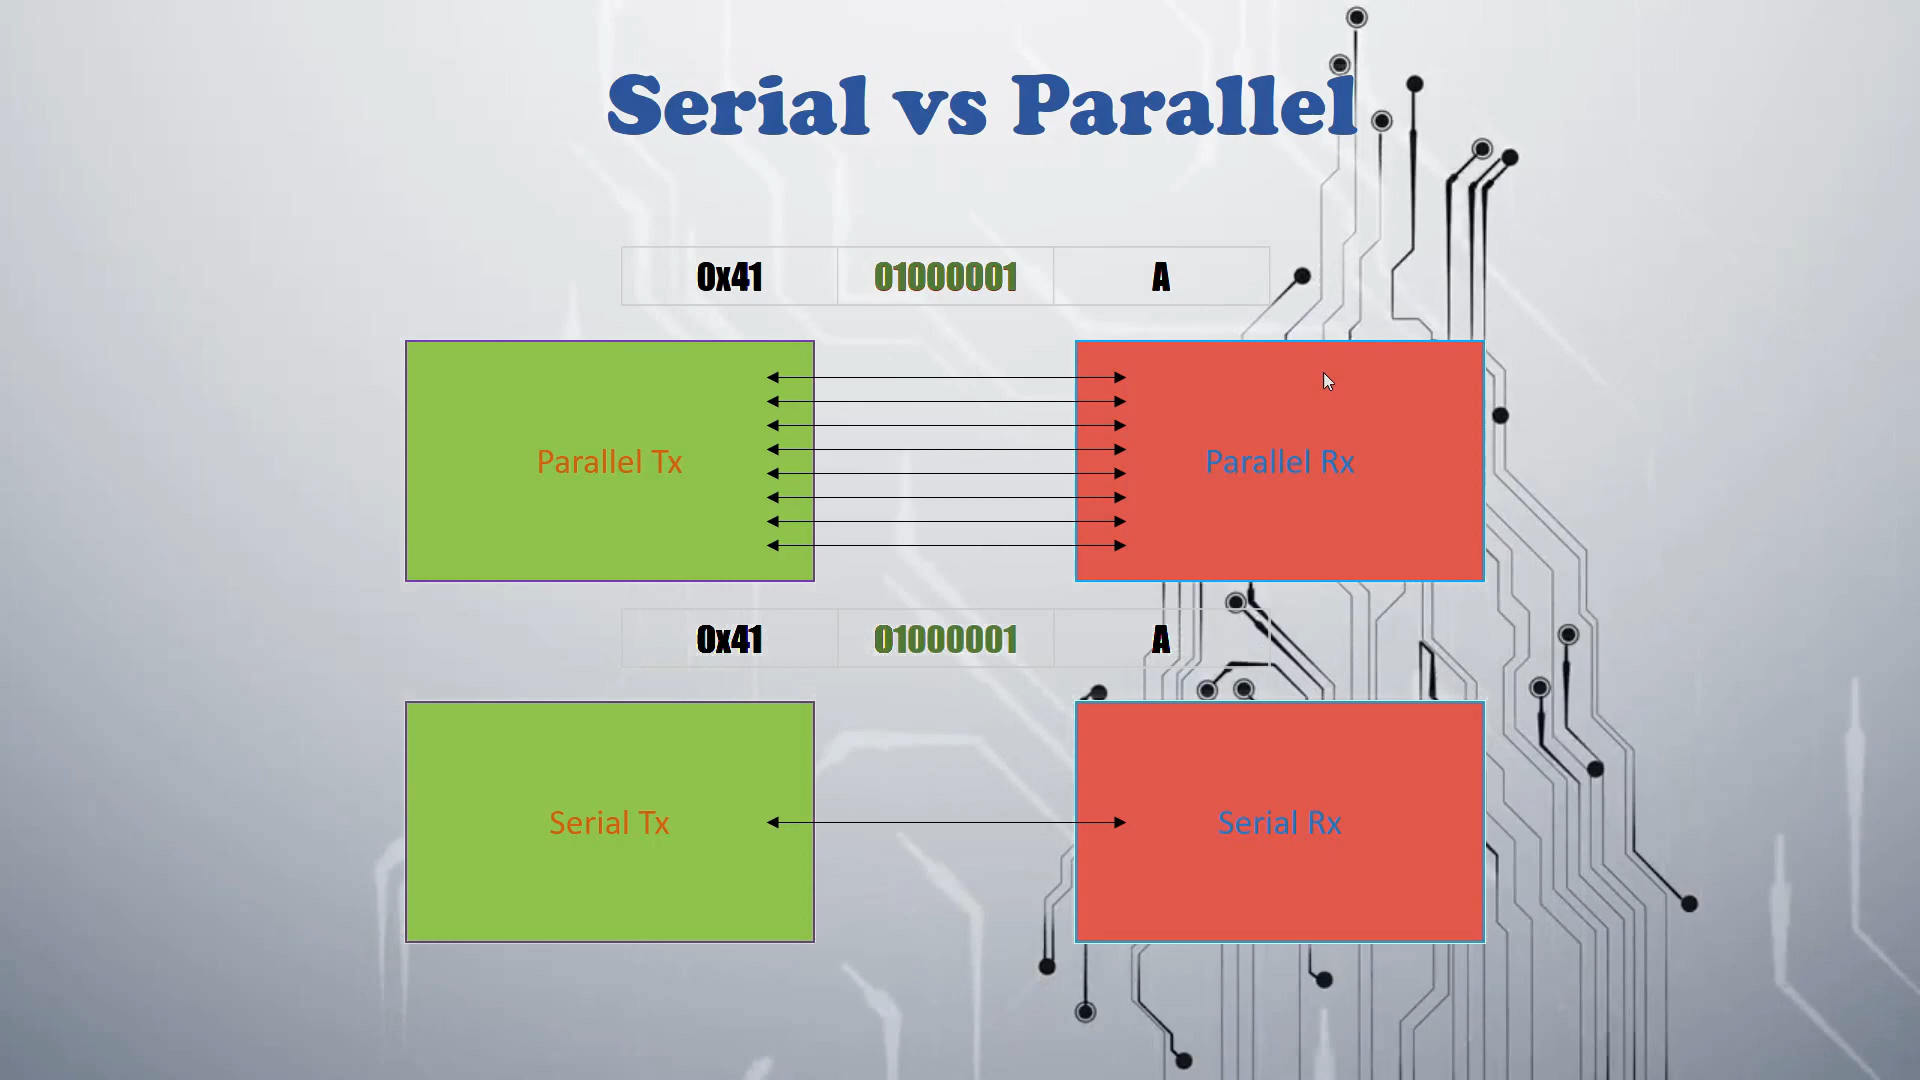 Serial vs Parallel
0x41 01000001 A
Parallel Tx Parallel Rx
0x41 01000001 A
Serial Tx Serial Rx